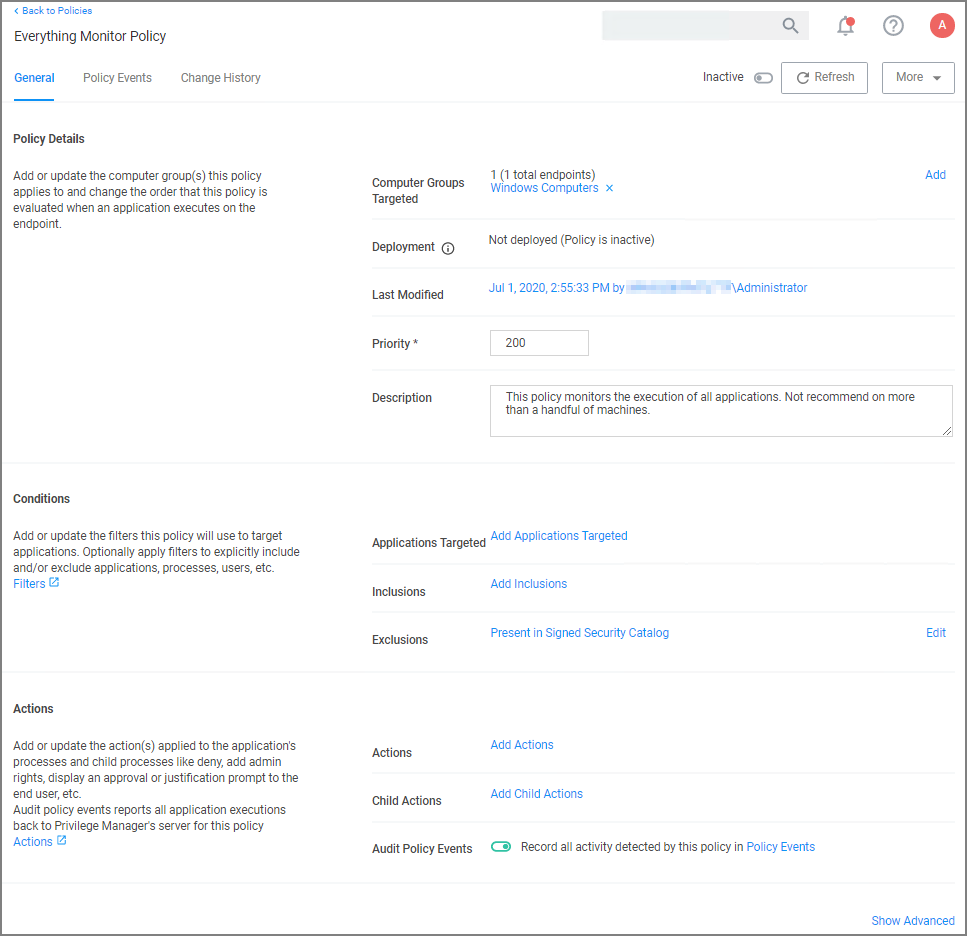 Back to Policies
Everything Monitor Policy
A
General
Policy Events
Change History
Inactive
Refresh
More
Policy Details
Add or update the computer group(s) this policy
applies to and change the order that this policy is
evaluated when an application executes on the
endpoint.
Computer Groups
Targeted
1 (1 total endpoints)
Windows Computers ×
Add
Deployment
Not deployed (Policy is inactive)
Last Modified
Jul 1, 2020, 2:55:33 PM by \Administrator
Priority *
200
Description
This policy monitors the execution of all applications. Not recommend on more
than a handful of machines.
Conditions
Add or update the filters this policy will use to target
applications. Optionally apply filters to explicitly include
and/or exclude applications, processes, users, etc.
Filters
Applications Targeted
Add Applications Targeted
Inclusions
Add Inclusions
Exclusions
Present in Signed Security Catalog
Edit
Actions
Add or update the action(s) applied to the application's
processes and child processes like deny, add admin
rights, display an approval or justification prompt to the
end user, etc.
Audit policy events reports all application executions
back to Privilege Manager's server for this policy
Actions
Actions
Add Actions
Child Actions
Add Child Actions
Audit Policy Events
Record all activity detected by this policy in Policy Events
Show Advanced